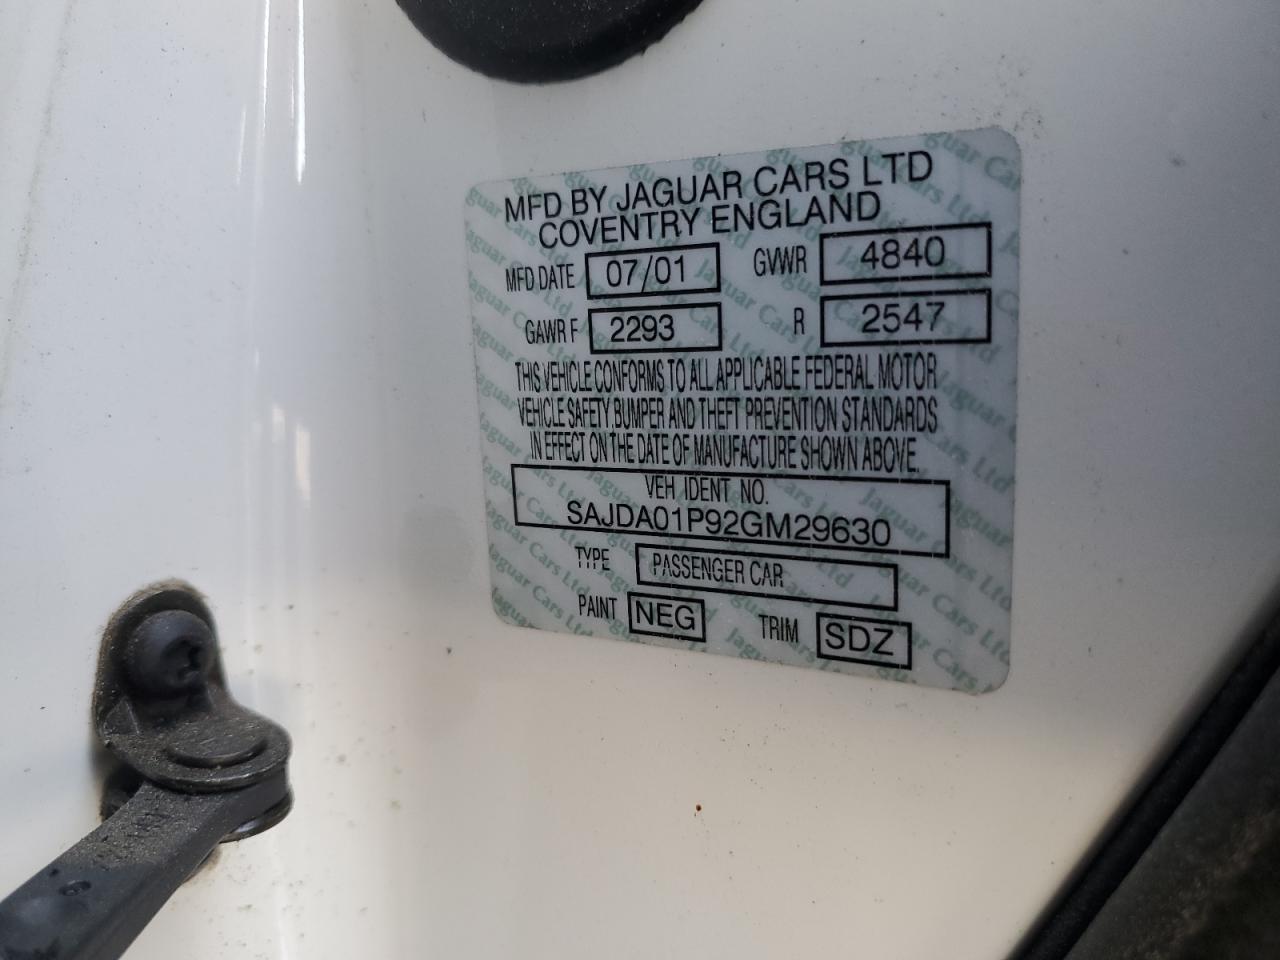 MFD BY JAGUAR CARS LTD
COVENTRY ENGLAND
MFD DATE 07/01 GVWR 4840
GAWR F 2293 R 2547
THIS VEHICLE CONFORMS TO ALL APPLICABLE FEDERAL MOTOR
VEHICLE SAFETY, BUMPER AND THEFT PREVENTION STANDARDS
IN EFFECT ON THE DATE OF MANUFACTURE SHOWN ABOVE.
VEH IDENT NO.
SAJDA01P92GM29630
TYPE PASSENGER CAR
PAINT NEG TRIM SDZ